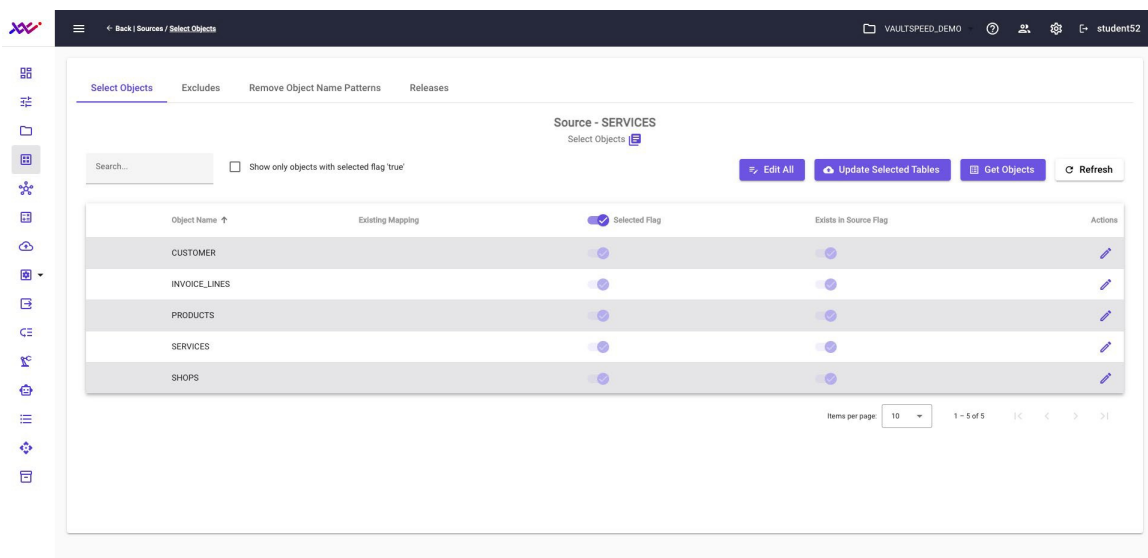 ← Back | Sources / Select Objects
VAULTSPEED_DEMO
student52
Select Objects
Excludes
Remove Object Name Patterns
Releases
Source - SERVICES
Select Objects
Search...
Show only objects with selected flag 'true'
Edit All
Update Selected Tables
Get Objects
Refresh
Object Name ↑ Existing Mapping Selected Flag Exists in Source Flag Actions
CUSTOMER
INVOICE_LINES
PRODUCTS
SERVICES
SHOPS
Items per page: 10 1 – 5 of 5